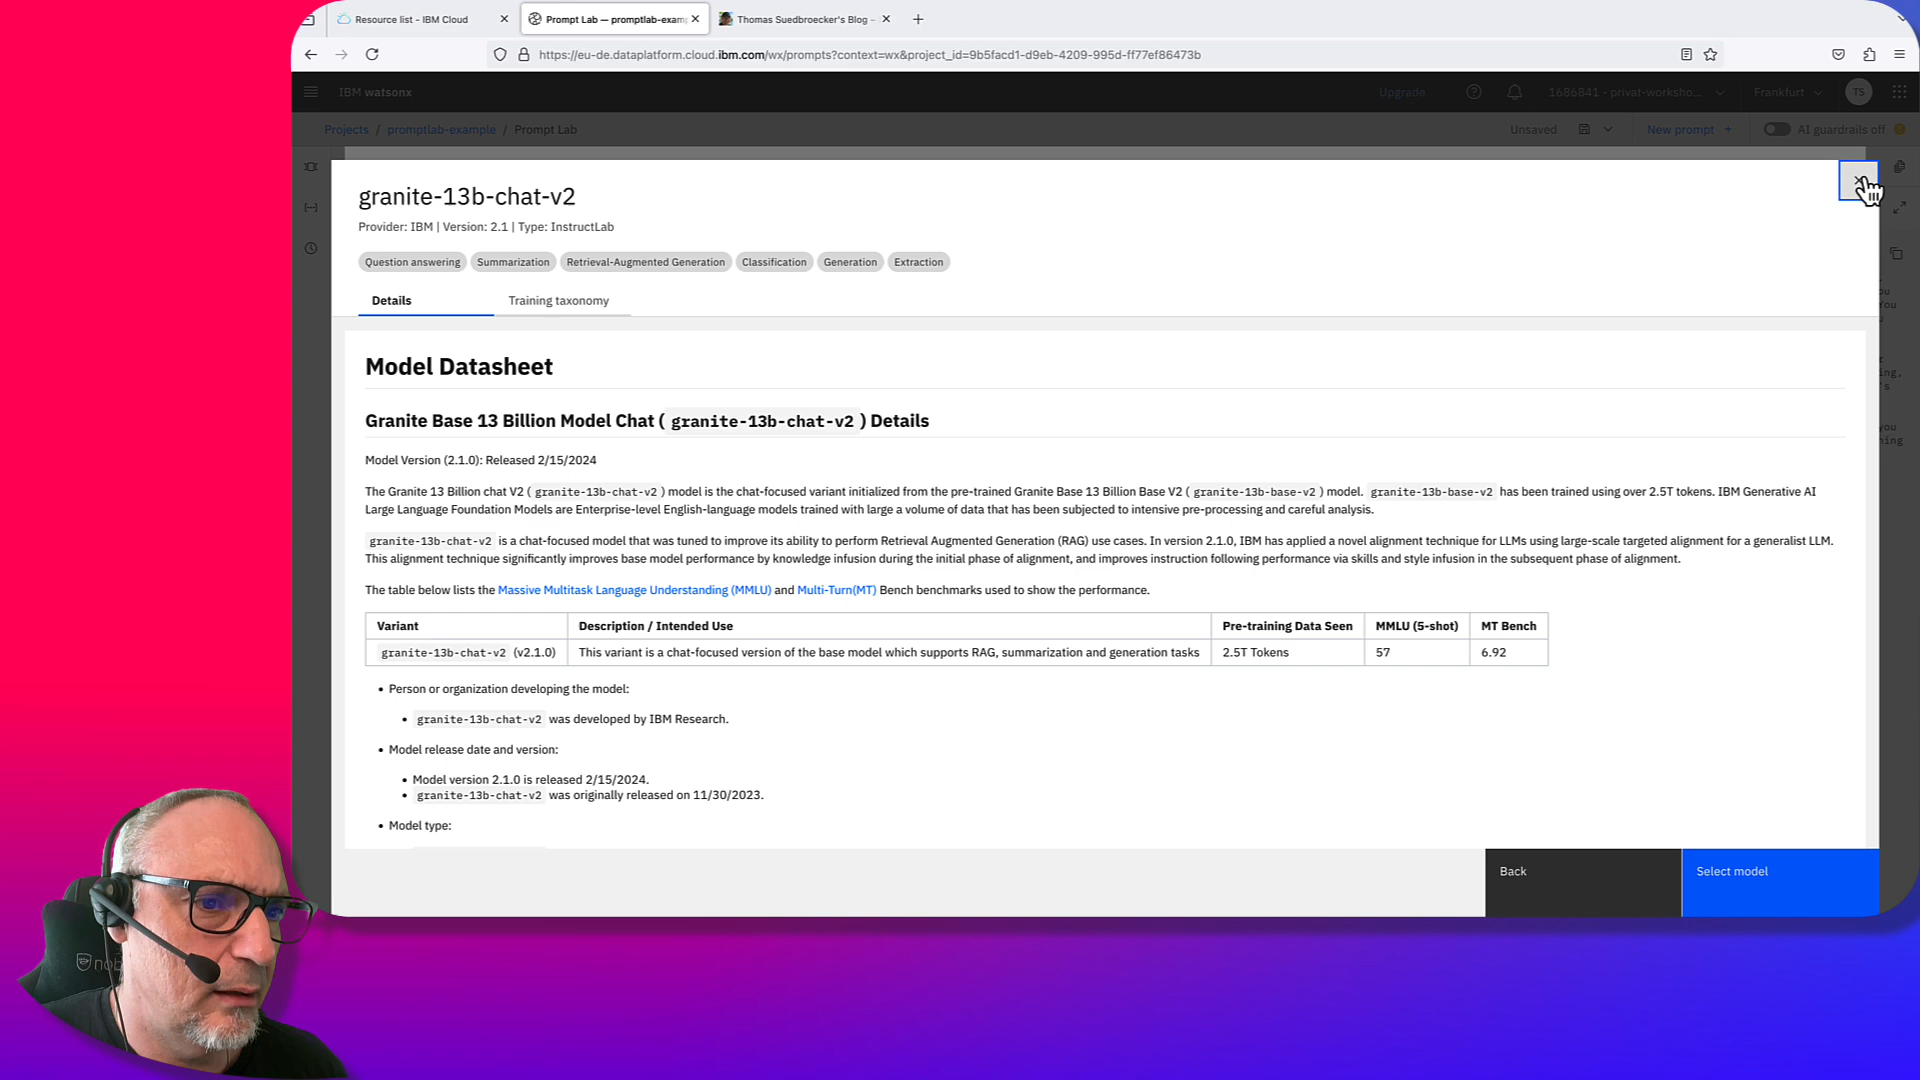 Resource list - IBM Cloud
Prompt Lab — promptlab-exam
Thomas Suedbroecker's Blog -
https://eu-de.dataplatform.cloud.ibm.com/wx/prompts?context=wx&project_id=9b5facd1-d9eb-4209-995d-ff77ef86473b
IBM watsonx
Upgrade
1686841 - privat-worksho...
Frankfurt
TS
Projects / promptlab-example / Prompt Lab
Unsaved
New prompt +
AI guardrails off
granite-13b-chat-v2
Provider: IBM | Version: 2.1 | Type: InstructLab
Question answering
Summarization
Retrieval-Augmented Generation
Classification
Generation
Extraction
Details
Training taxonomy
Model Datasheet
Granite Base 13 Billion Model Chat ( granite-13b-chat-v2 ) Details
Model Version (2.1.0): Released 2/15/2024
The Granite 13 Billion chat V2 ( granite-13b-chat-v2 ) model is the chat-focused variant initialized from the pre-trained Granite Base 13 Billion Base V2 ( granite-13b-base-v2 ) model. granite-13b-base-v2 has been trained using over 2.5T tokens. IBM Generative AI
Large Language Foundation Models are Enterprise-level English-language models trained with large a volume of data that has been subjected to intensive pre-processing and careful analysis.
granite-13b-chat-v2 is a chat-focused model that was tuned to improve its ability to perform Retrieval Augmented Generation (RAG) use cases. In version 2.1.0, IBM has applied a novel alignment technique for LLMs using large-scale targeted alignment for a generalist LLM.
This alignment technique significantly improves base model performance by knowledge infusion during the initial phase of alignment, and improves instruction following performance via skills and style infusion in the subsequent phase of alignment.
The table below lists the Massive Multitask Language Understanding (MMLU) and Multi-Turn(MT) Bench benchmarks used to show the performance.
Variant
Description / Intended Use
Pre-training Data Seen
MMLU (5-shot)
MT Bench
granite-13b-chat-v2 (v2.1.0)
This variant is a chat-focused version of the base model which supports RAG, summarization and generation tasks
2.5T Tokens
57
6.92
• Person or organization developing the model:
• granite-13b-chat-v2 was developed by IBM Research.
• Model release date and version:
• Model version 2.1.0 is released 2/15/2024.
• granite-13b-chat-v2 was originally released on 11/30/2023.
• Model type:
Back
Select model